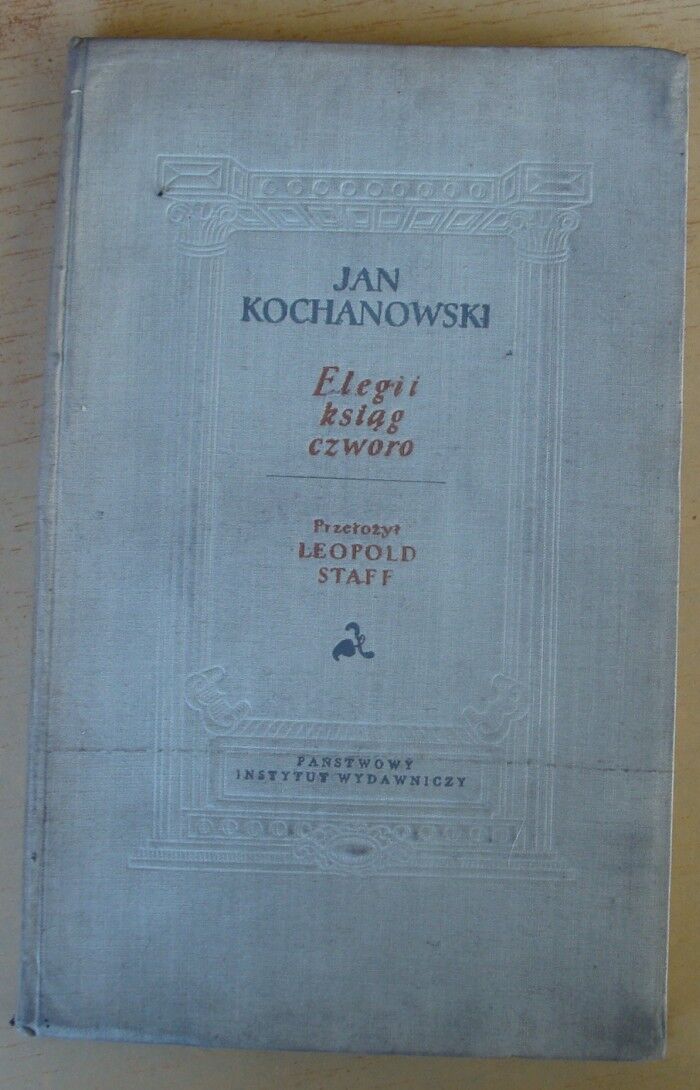 JAN
KOCHANOWSKI
Elegii
ksiąg
czworo
Przełożył
LEOPOLD
STAFF
PAŃSTWOWY
INSTYTUT WYDAWNICZY